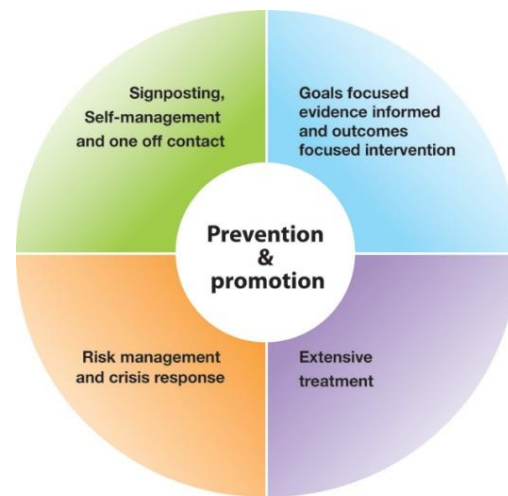 Signposting,
Self-management
and one off contact
Goals focused
evidence informed
and outcomes
focused intervention
Prevention
&
promotion
Risk management
and crisis response
Extensive
treatment